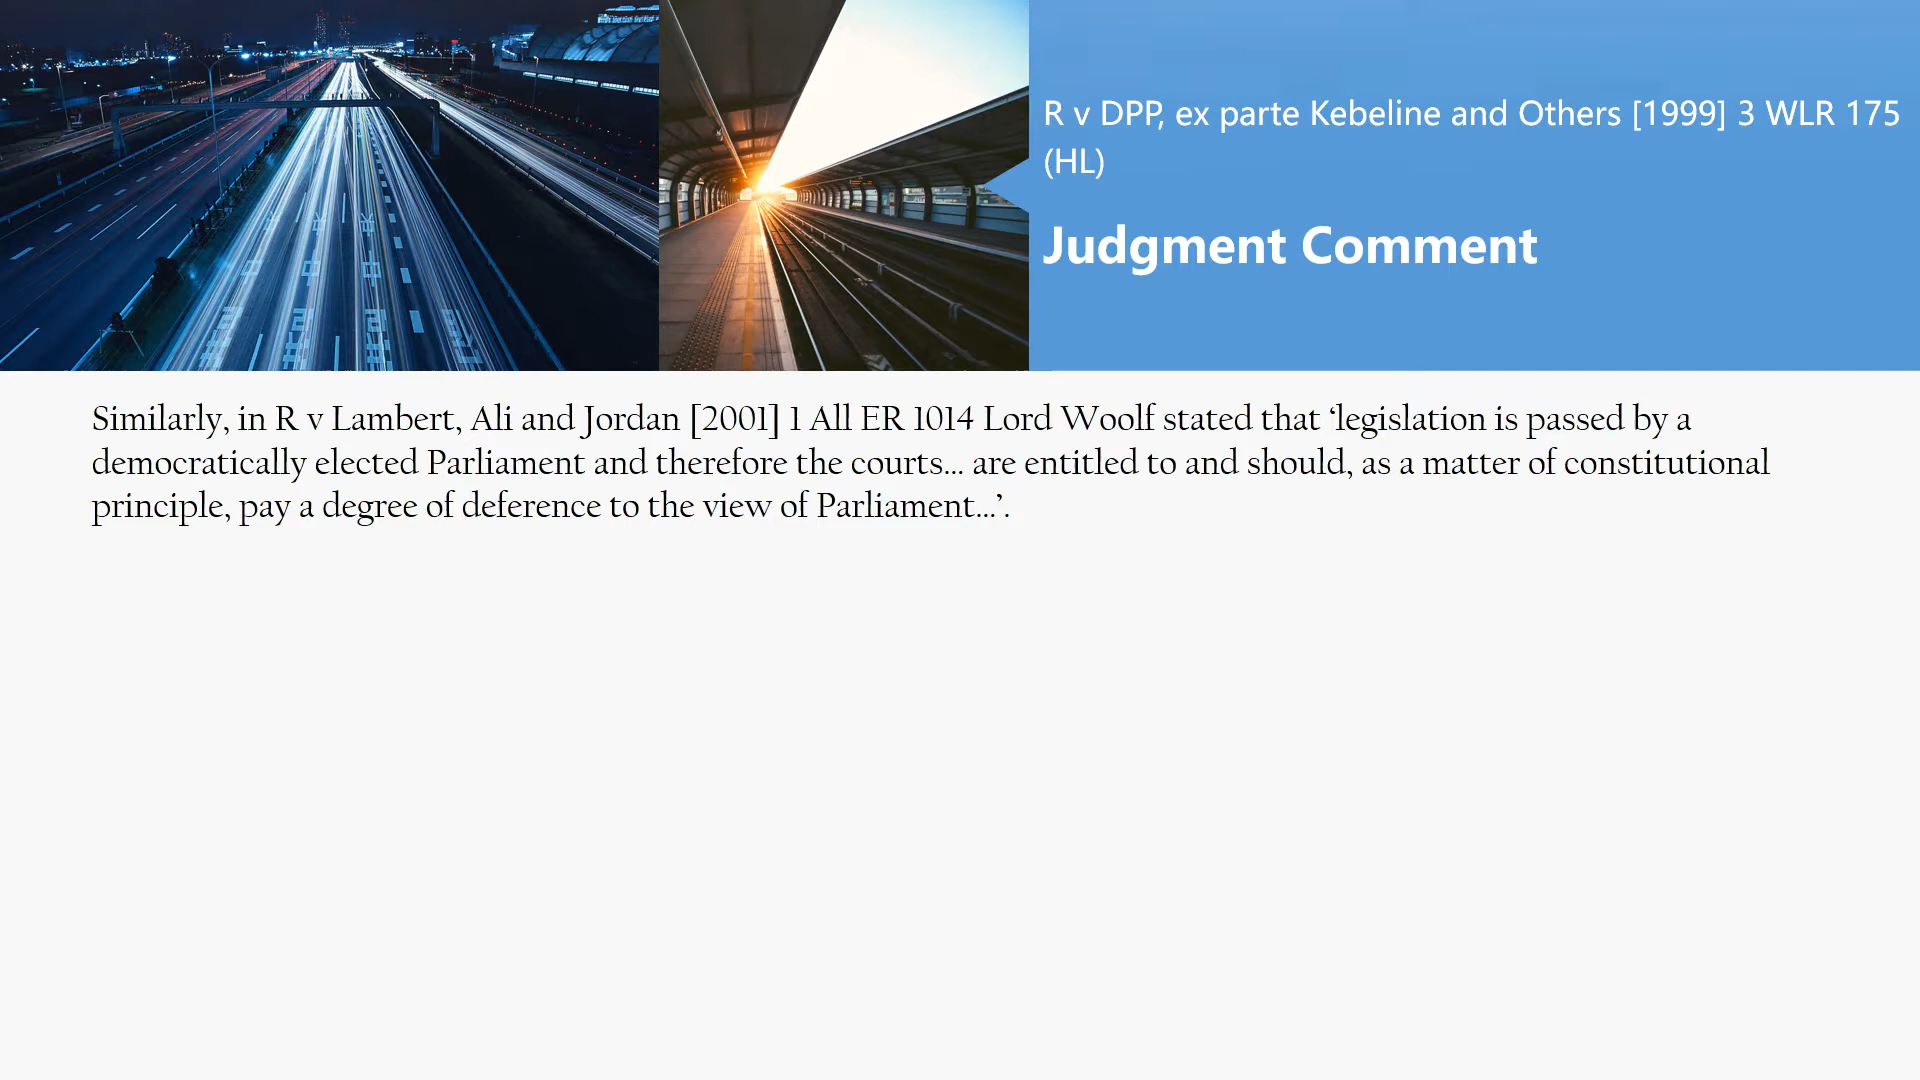 R v DPP, ex parte Kebeline and Others [1999] 3 WLR 175
(HL)
Judgment Comment
Similarly, in R v Lambert, Ali and Jordan [2001] 1 All ER 1014 Lord Woolf stated that ‘legislation is passed by a
democratically elected Parliament and therefore the courts... are entitled to and should, as a matter of constitutional
principle, pay a degree of deference to the view of Parliament...’.